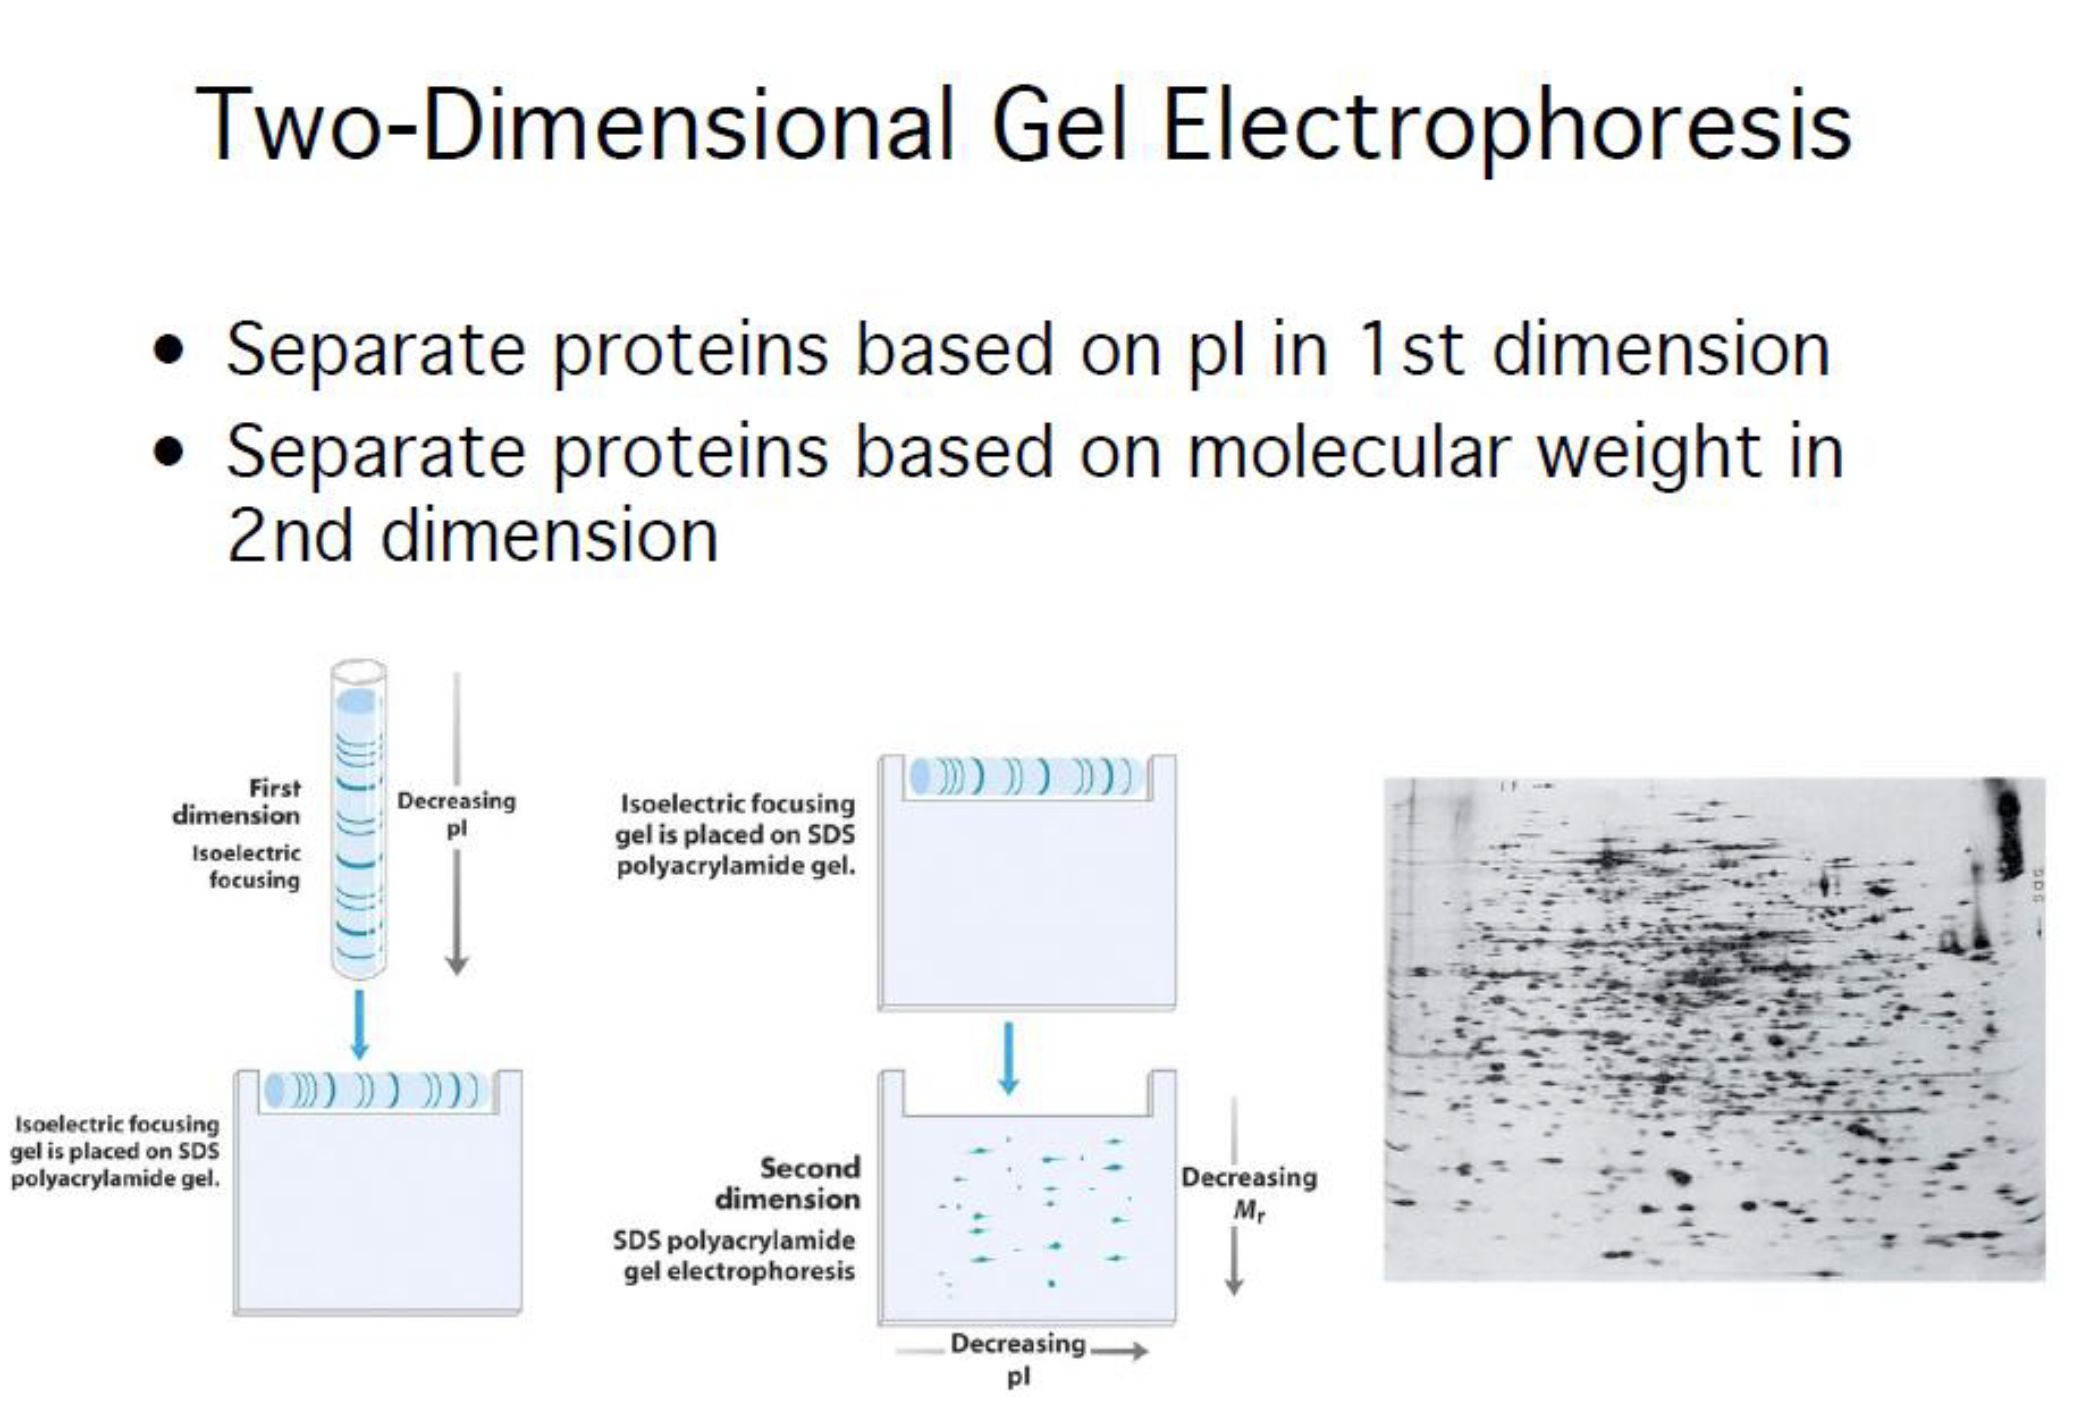 Two-Dimensional Gel Electrophoresis
• Separate proteins based on pI in 1st dimension
• Separate proteins based on molecular weight in
2nd dimension
First
dimension
Isoelectric
focusing
Decreasing
pI
Isoelectric focusing
gel is placed on SDS
polyacrylamide gel.
Isoelectric focusing
gel is placed on SDS
polyacrylamide gel.
Second
dimension
SDS polyacrylamide
gel electrophoresis
Decreasing
Mr
Decreasing
pI
SDS